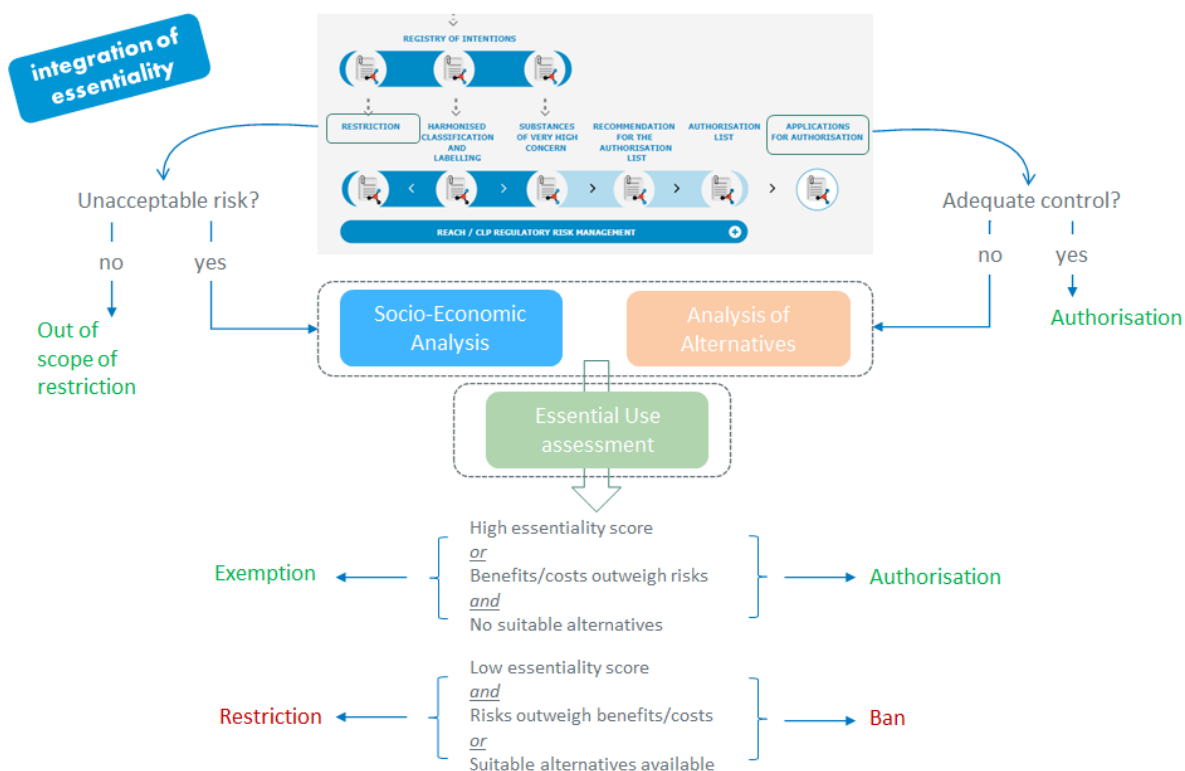 integration of
essentiality
REGISTRY OF INTENTIONS
RESTRICTION
HARMONISED
CLASSIFICATION
AND
LABELLING
SUBSTANCES
OF VERY HIGH
CONCERN
RECOMMENDATION
FOR THE
AUTHORISATION
LIST
AUTHORISATION
LIST
APPLICATIONS
FOR AUTHORISATION
REACH / CLP REGULATORY RISK MANAGEMENT
Unacceptable risk?
no
yes
Out of
scope of
restriction
Adequate control?
no
yes
Authorisation
Socio-Economic
Analysis
Analysis of
Alternatives
Essential Use
assessment
High essentiality score
or
Benefits/costs outweigh risks
and
No suitable alternatives
Exemption
Authorisation
Low essentiality score
and
Risks outweigh benefits/costs
or
Suitable alternatives available
Restriction
Ban